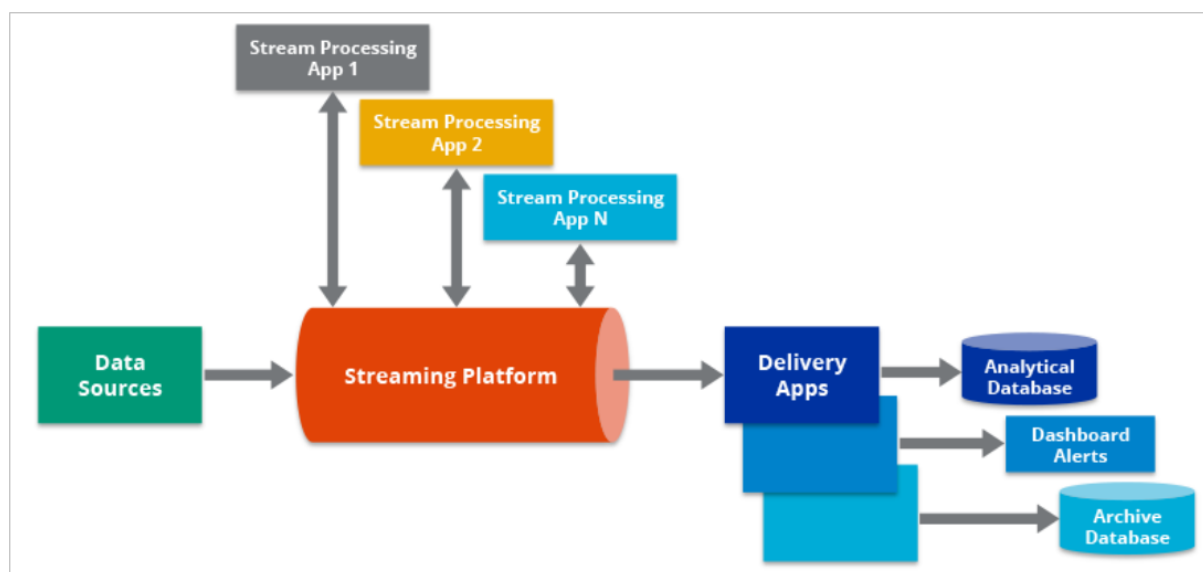 Stream Processing
App 1
Stream Processing
App 2
Stream Processing
App N
Data
Sources
Streaming Platform
Delivery
Apps
Analytical
Database
Dashboard
Alerts
Archive
Database